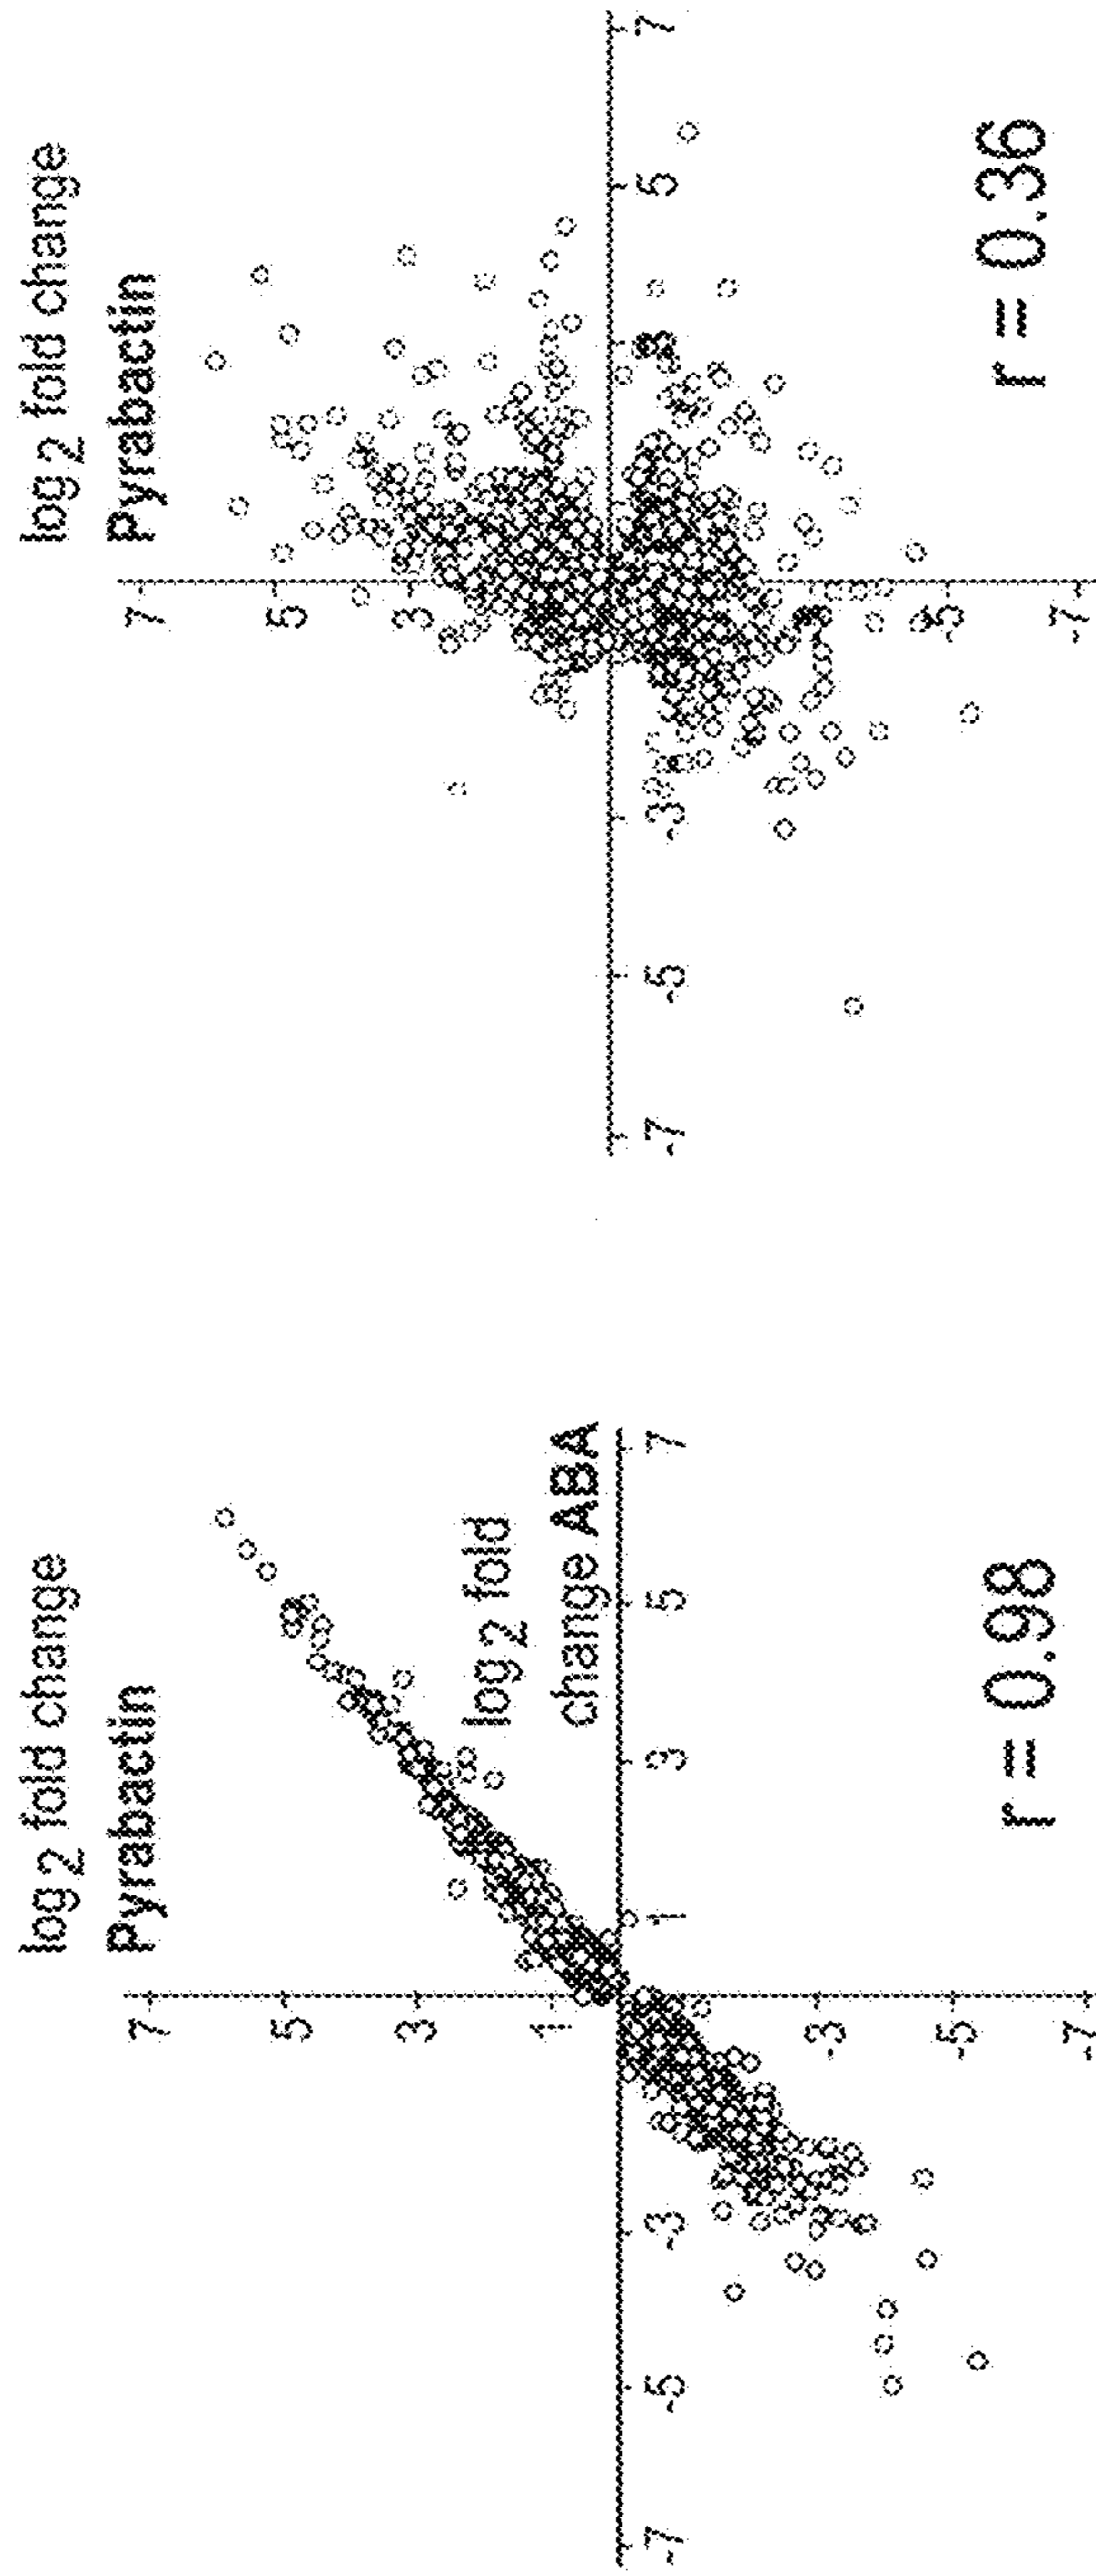 log 2 fold change
Pyrabactin
7
5
3
1
log 2 fold
change ABA
-7 -5 -3 1 3 5 7
-3
-5
-7
r = 0.98
log 2 fold change
Pyrabactin
7
5
3
-7 -5 -3 3 5 7
-3
-5
-7
r = 0.36